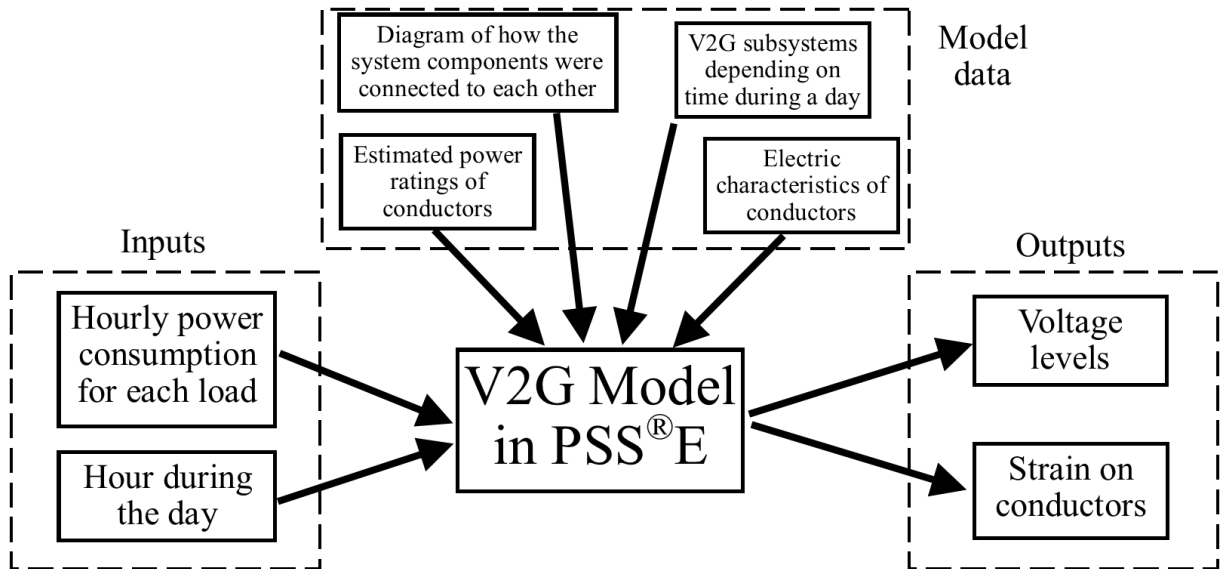 Diagram of how the
system components were
connected to each other
V2G subsystems
depending on
time during a day
Model
data
Estimated power
ratings of
conductors
Electric
characteristics of
conductors
Inputs
Hourly power
consumption
for each load
Hour during
the day
V2G Model
in PSS®E
Outputs
Voltage
levels
Strain on
conductors